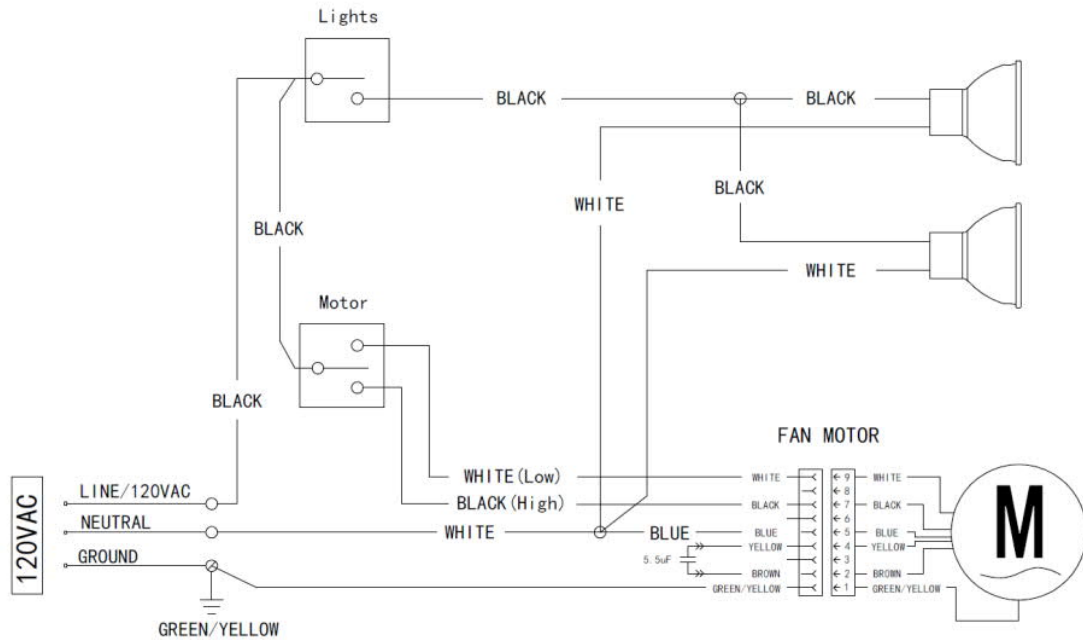 Lights
BLACK
BLACK
BLACK
WHITE
BLACK
WHITE
Motor
BLACK
FAN MOTOR
WHITE(Low)
WHITE
9
WHITE
8
BLACK(High)
BLACK
7
BLACK
6
120VAC
LINE/120VAC
NEUTRAL
GROUND
WHITE
BLUE
BLUE
5
BLUE
YELLOW
4
YELLOW
5.5uF
3
BROWN
2
BROWN
GREEN/YELLOW
1
GREEN/YELLOW
M
GREEN/YELLOW